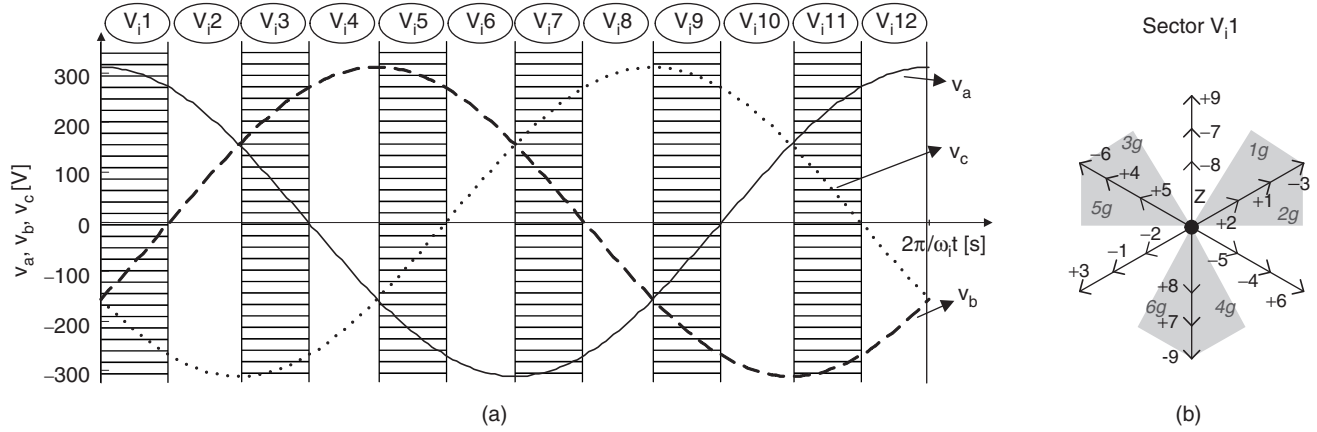 Vi1 Vi2 Vi3 Vi4 Vi5 Vi6 Vi7 Vi8 Vi9 Vi10 Vi11 Vi12
va, vb, vc [V]
300
200
100
0
−100
−200
−300
va
vc
2π/ωit [s]
vb
(a)
Sector Vi1
+9
−7
−8
3g
−6
+4
+5
5g
1g
−3
+1
+2
2g
Z
−2
−1
+3
−5
−4
+6
+8
6g
+7
4g
-9
(b)